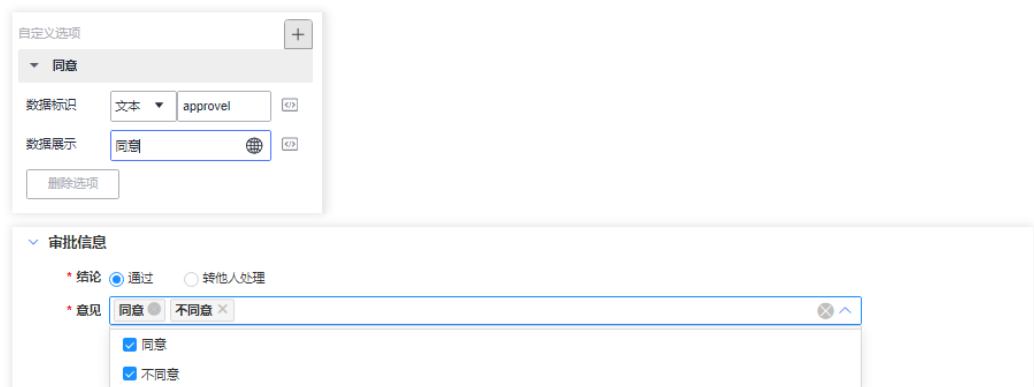 自定义选项
同意
数据标识 文本 approvel
数据展示 同意
删除选项
审批信息
* 结论 通过 转他人处理
* 意见 同意 不同意
同意
不同意